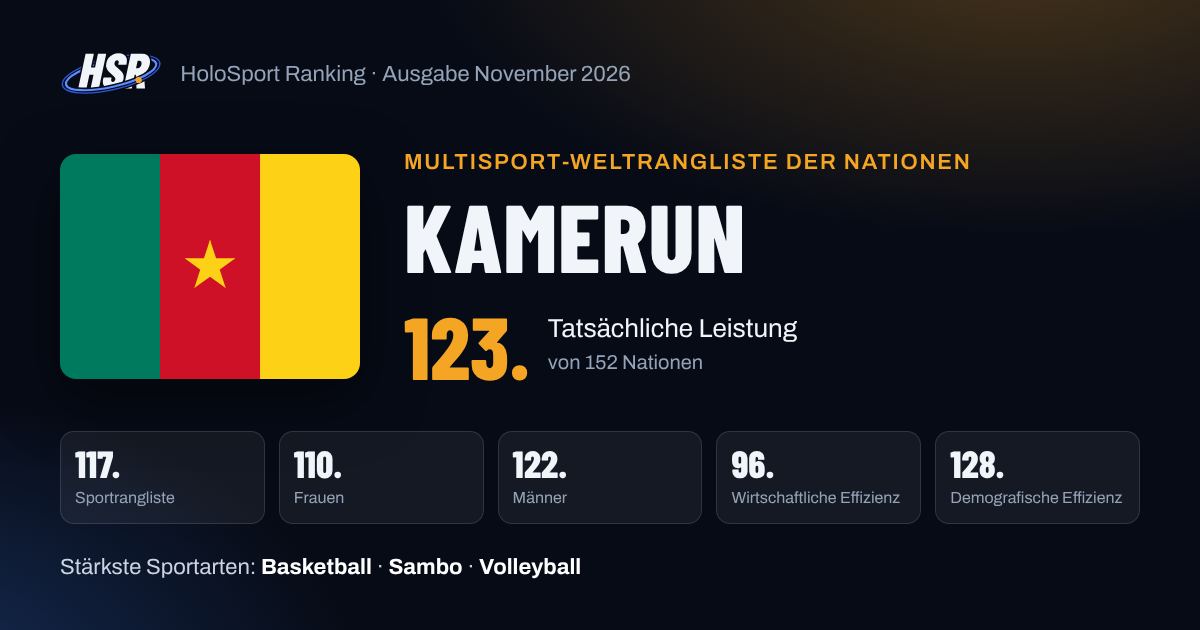 HSR
HoloSport Ranking · Ausgabe November 2026
MULTISPORT-WELTRANGLISTE DER NATIONEN
KAMERUN
123.
Tatsächliche Leistung
von 152 Nationen
117.
Sportrangliste
110.
Frauen
122.
Männer
96.
Wirtschaftliche Effizienz
128.
Demografische Effizienz
Stärkste Sportarten: Basketball · Sambo · Volleyball